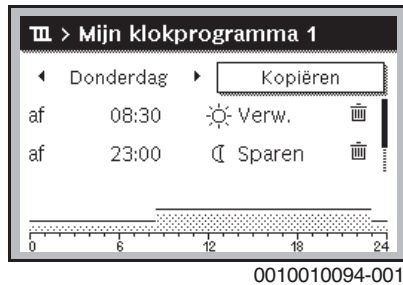 > Mijn klokprogramma 1
Donderdag Kopiëren
af 08:30 Verw.
af 23:00 Sparen
0 6 12 18 24
0010010094-001